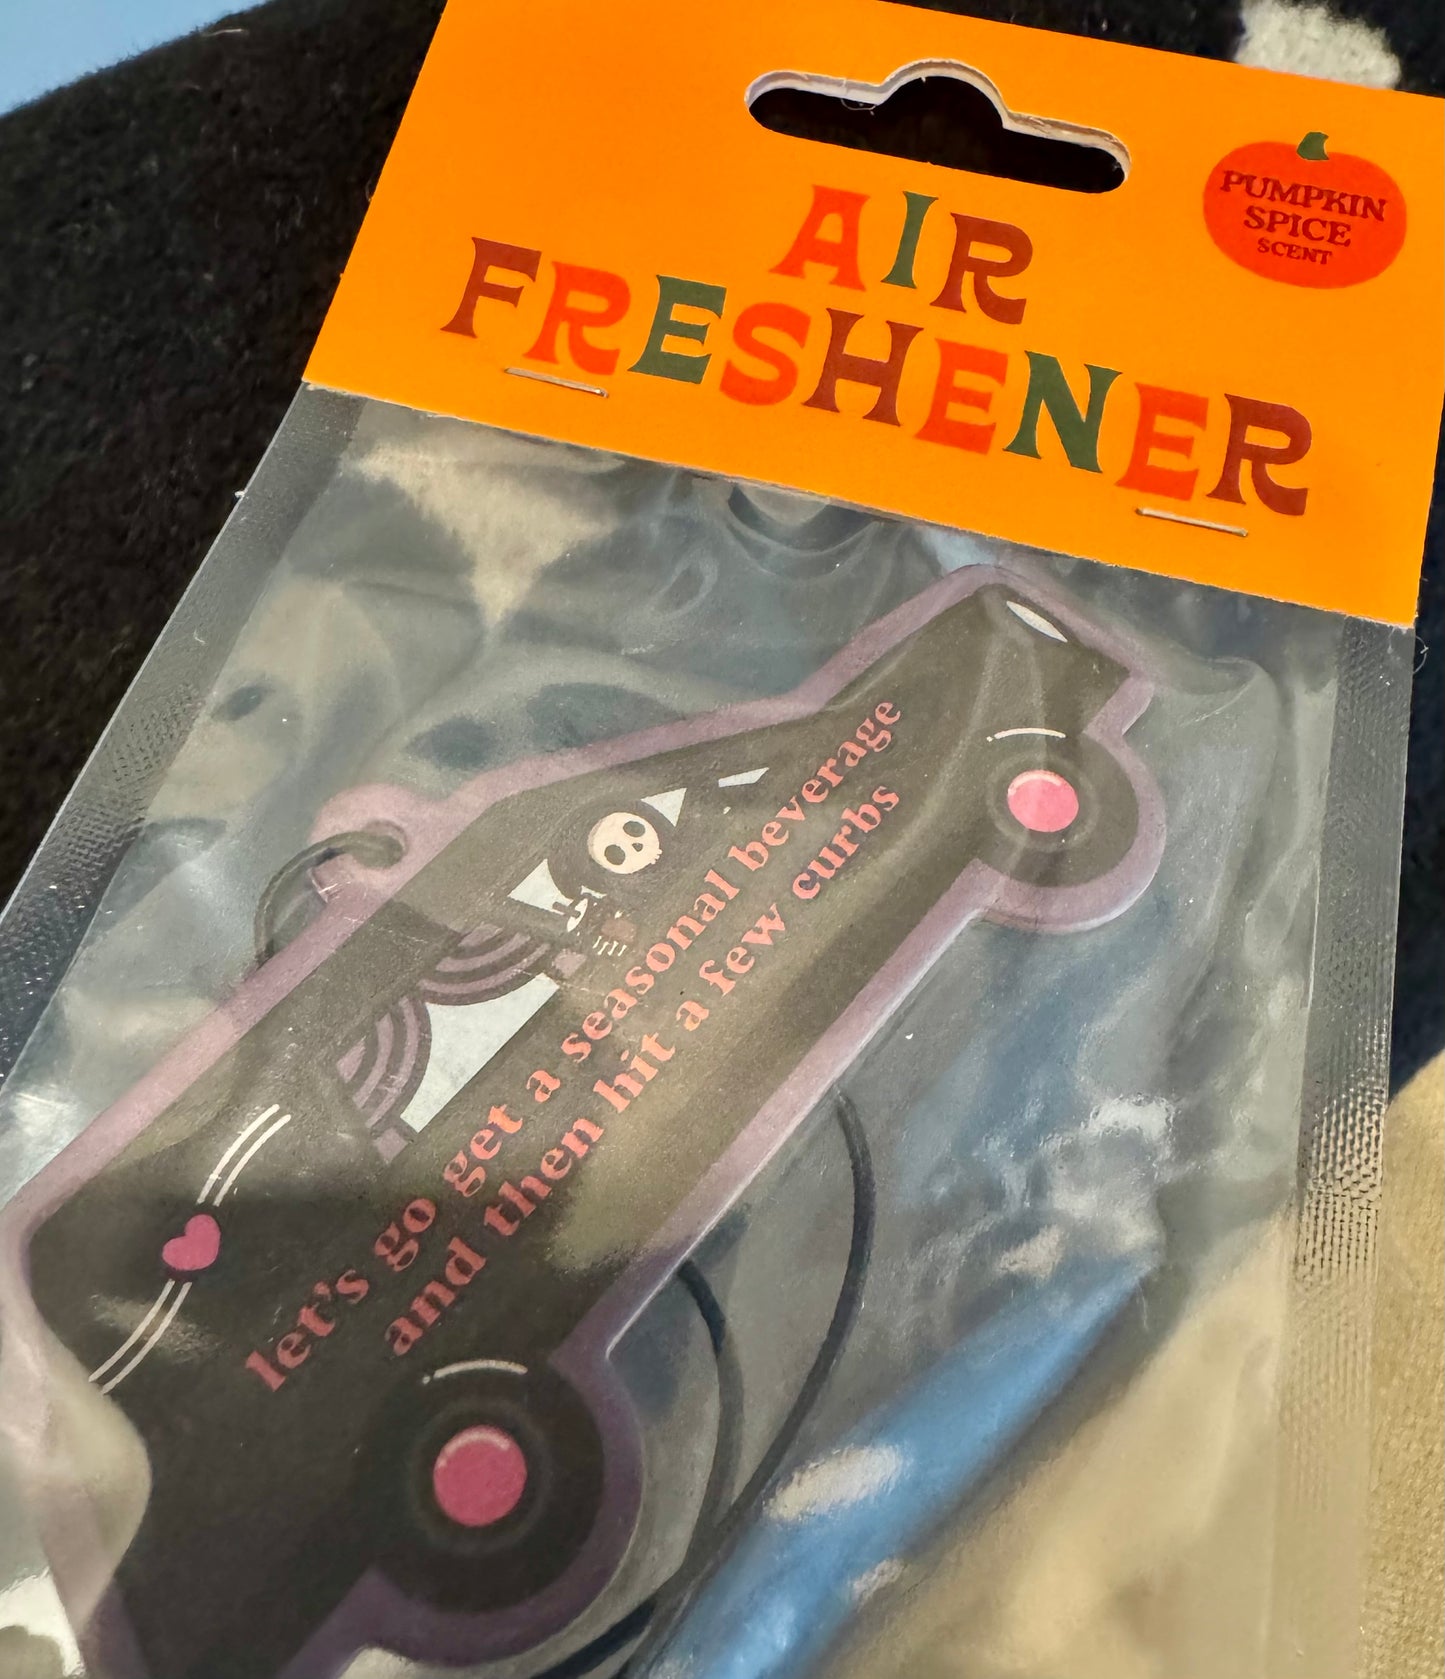 PUMPKIN
SPICE
SCENT
AIR
FRESHENER
let's go get a seasonal beverage
and then hit a few curbs